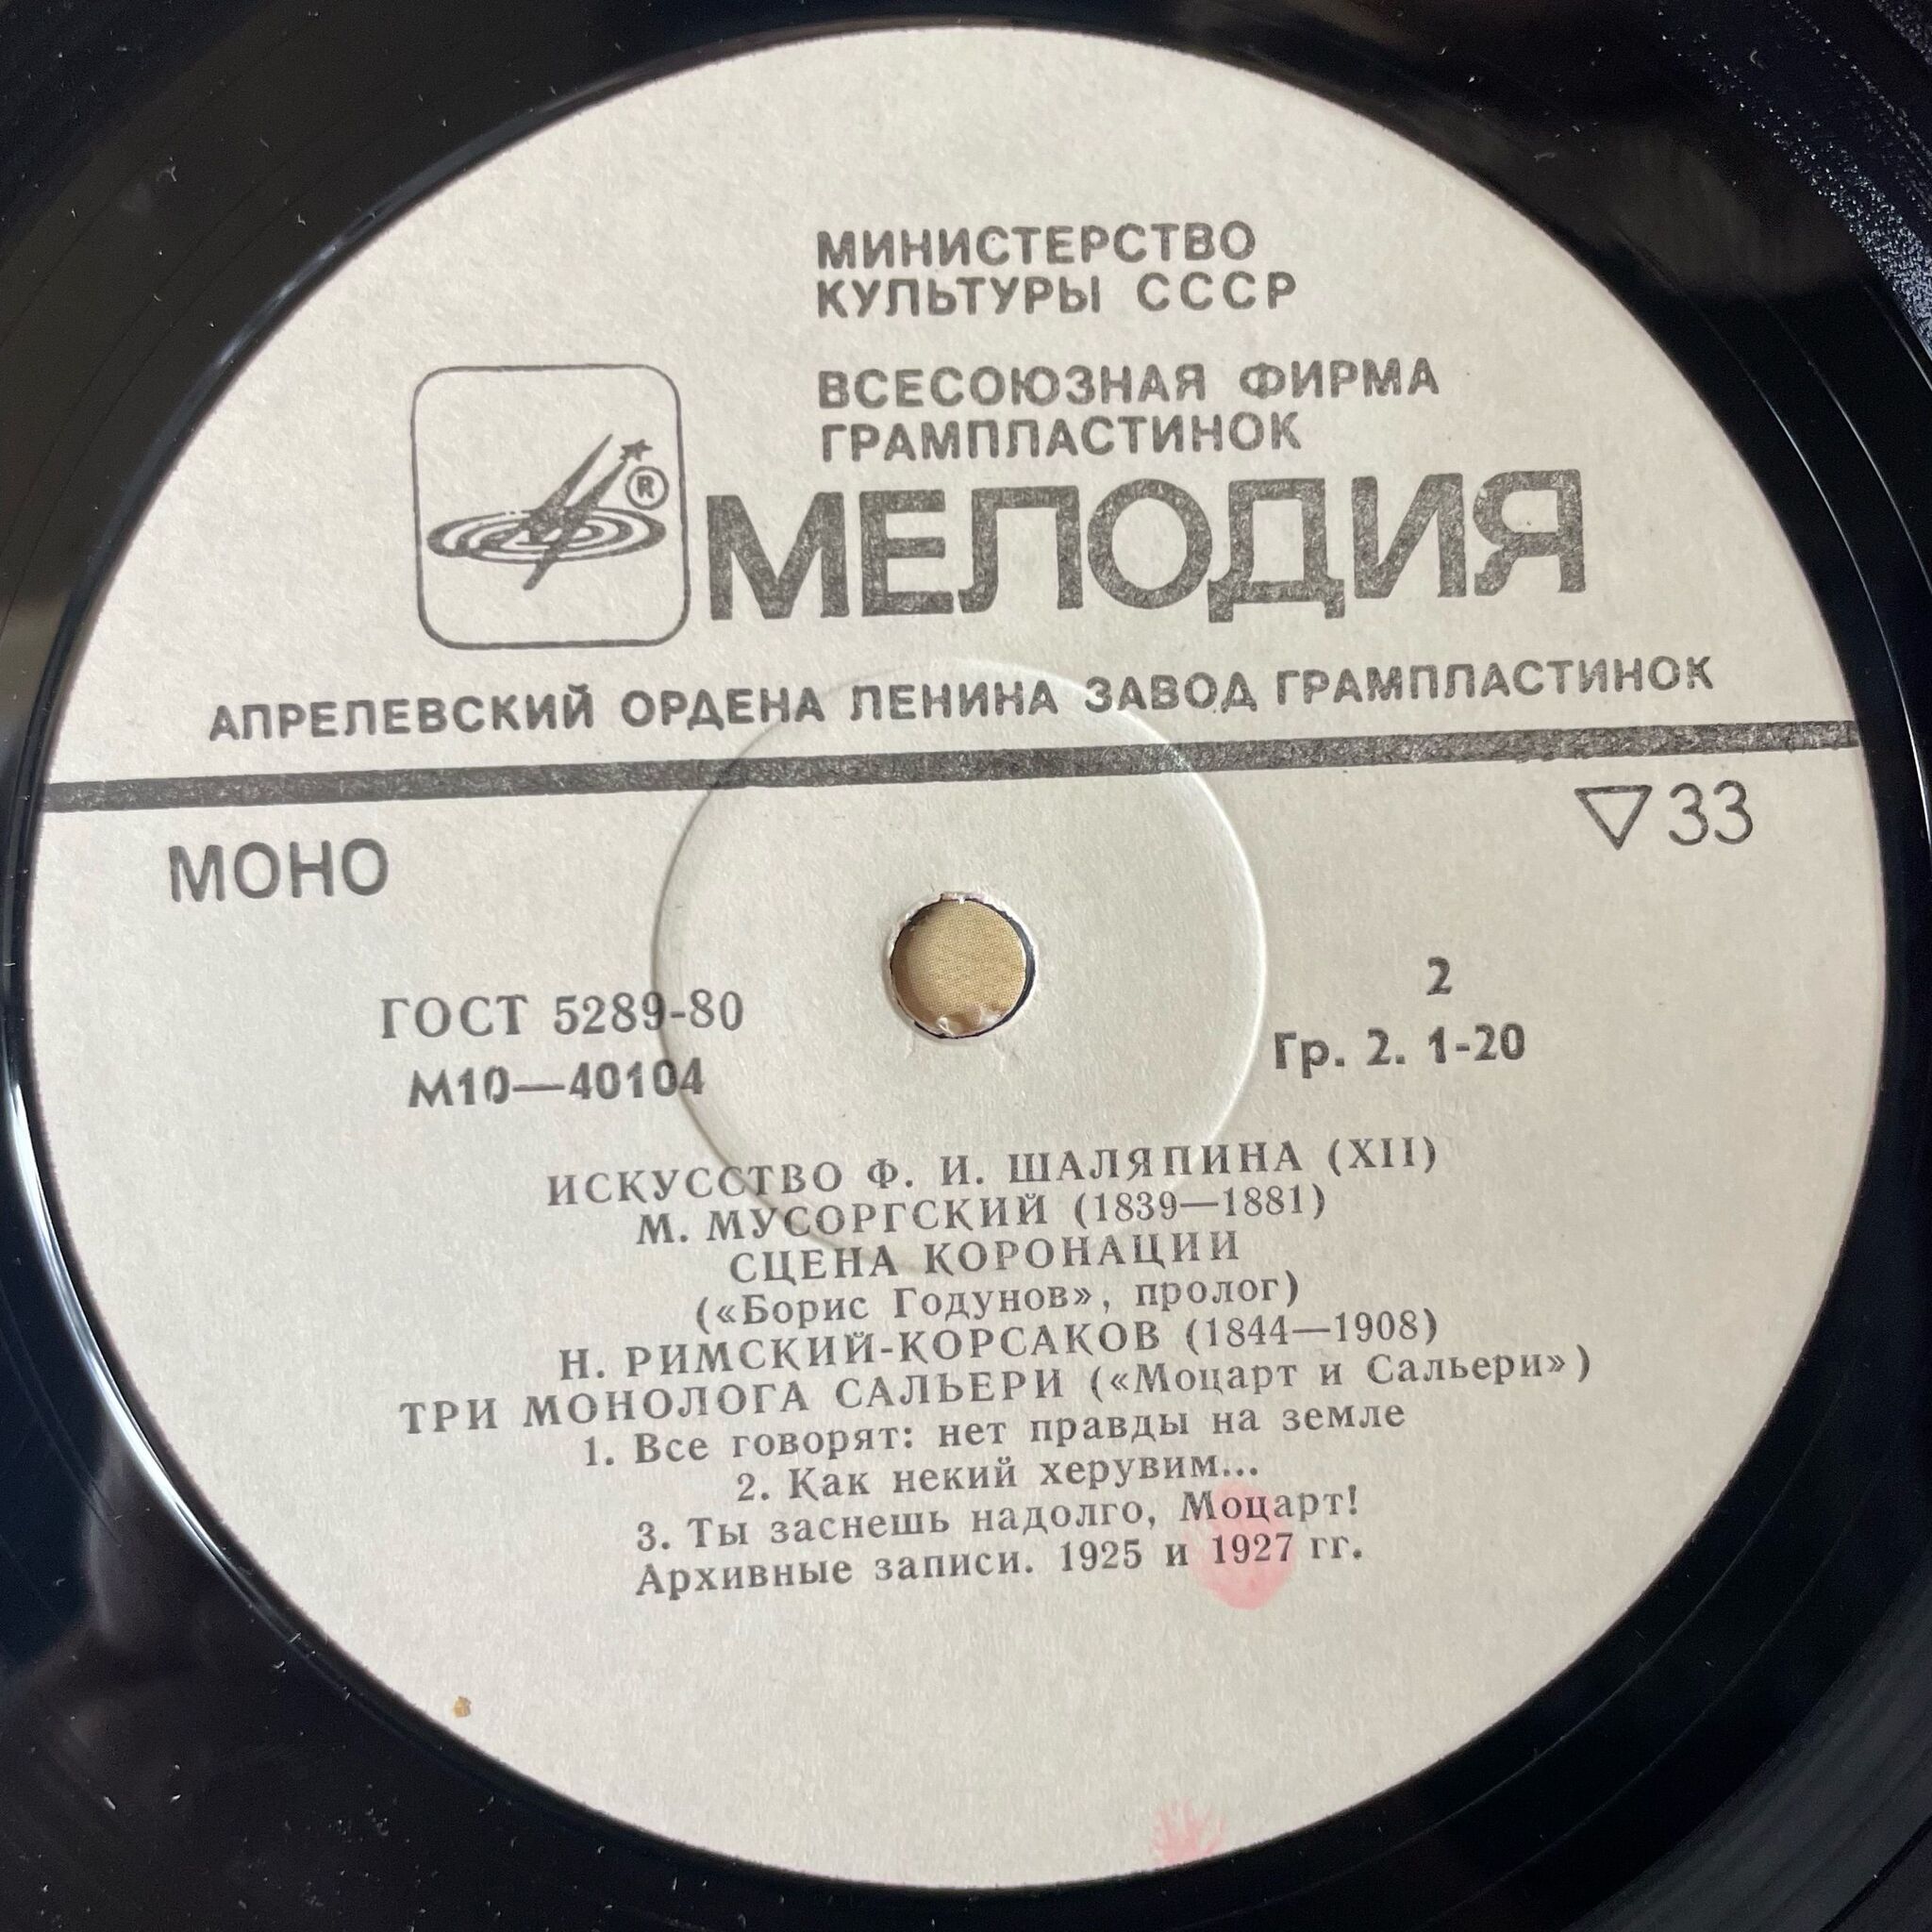 МИНИСТЕРСТВО
КУЛЬТУРЫ СССР
ВСЕСОЮЗНАЯ ФИРМА
ГРАМПЛАСТИНОК
®
МЕЛОДИЯ
АПРЕЛЕВСКИЙ ОРДЕНА ЛЕНИНА ЗАВОД ГРАМПЛАСТИНОК
МОНО
▽33
ГОСТ 5289-80
М10—40104
2
Гр. 2. 1-20
ИСКУССТВО Ф. И. ШАЛЯПИНА (XII)
М. МУСОРГСКИЙ (1839—1881)
СЦЕНА КОРОНАЦИИ
(«Борис Годунов», пролог)
Н. РИМСКИЙ-КОРСАКОВ (1844—1908)
ТРИ МОНОЛОГА САЛЬЕРИ («Моцарт и Сальери»)
1. Все говорят: нет правды на земле
2. Как некий херувим...
3. Ты заснешь надолго, Моцарт!
Архивные записи. 1925 и 1927 гг.